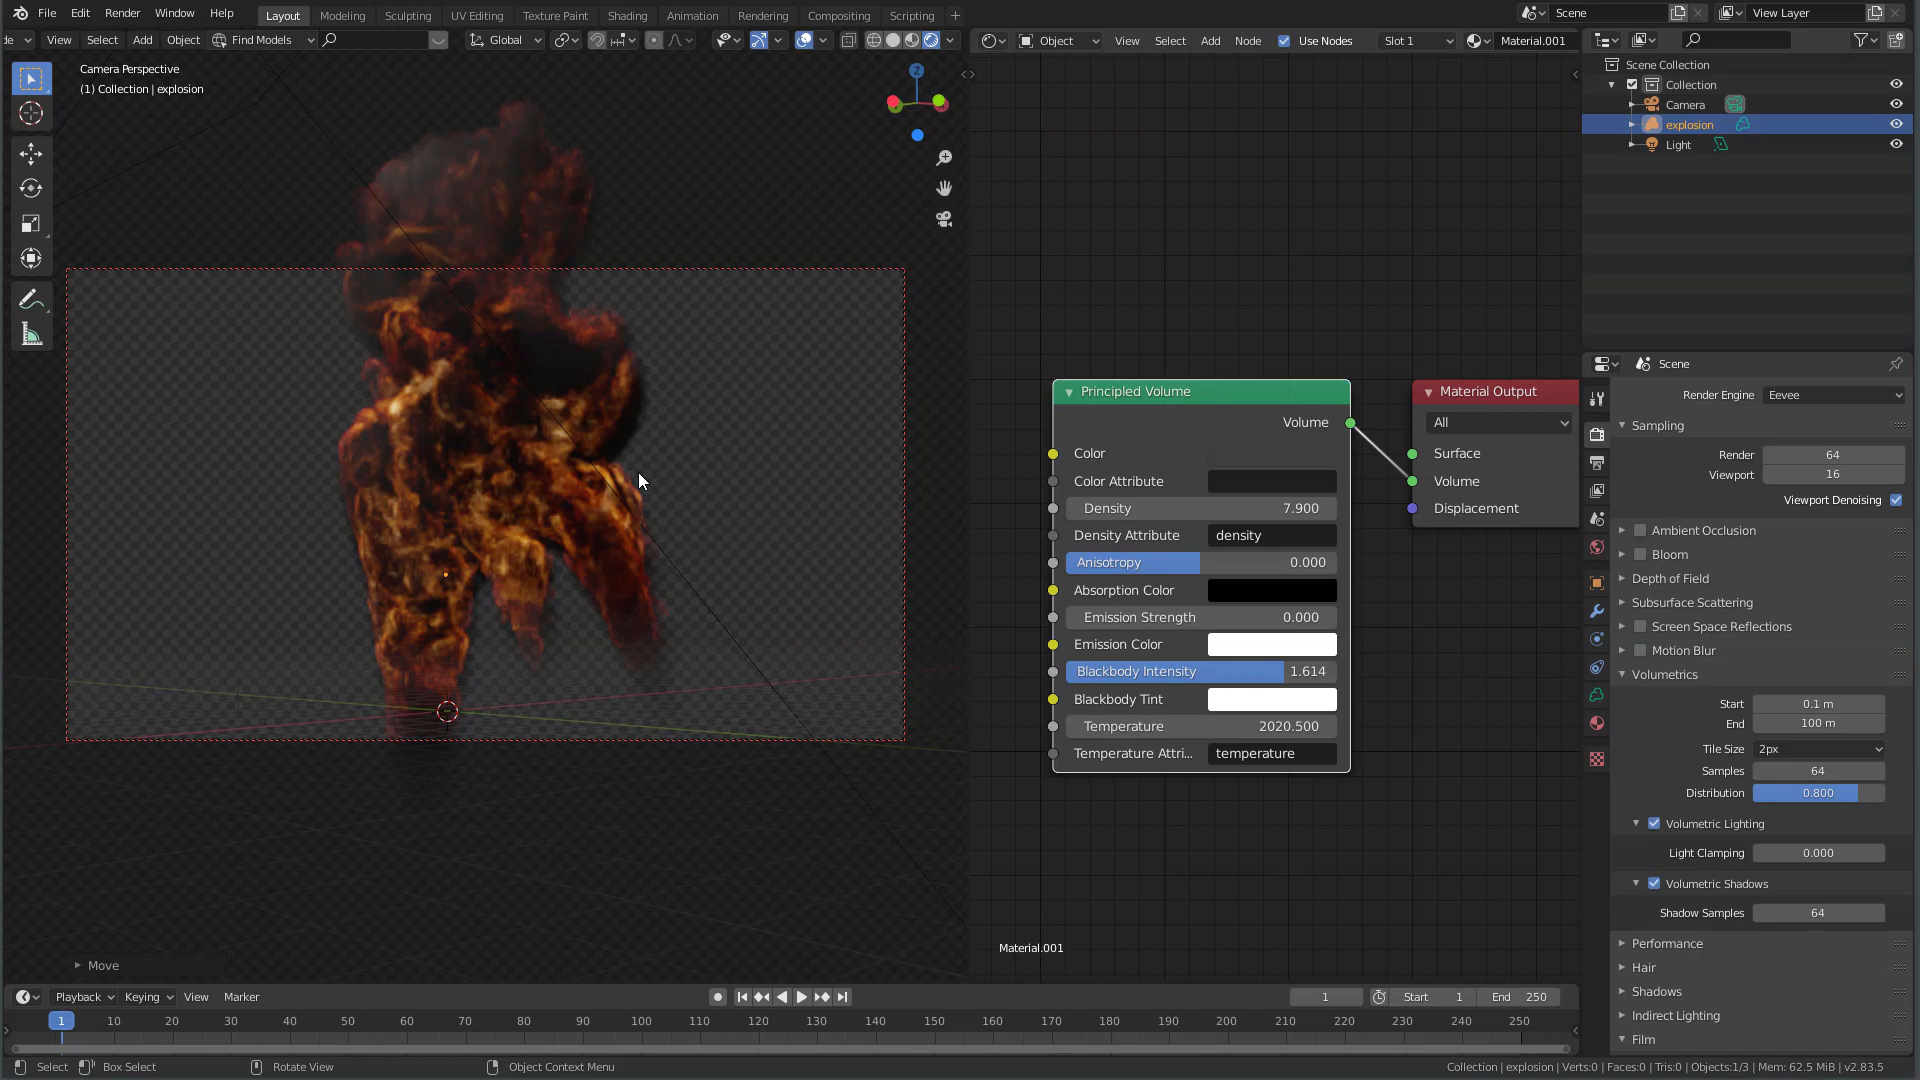 File Edit Render Window Help Layout Modeling Sculpting UV Editing Texture Paint Shading Animation Rendering Compositing Scripting + Scene View Layer
de View Select Add Object Find Models Global
Object View Select Add Node Use Nodes Slot 1 Material.001
Camera Perspective
(1) Collection | explosion
Z
Scene Collection
Collection
Camera
explosion
Light
Principled Volume
Volume
Color
Color Attribute
Density 7.900
Density Attribute density
Anisotropy 0.000
Absorption Color
Emission Strength 0.000
Emission Color
Blackbody Intensity 1.614
Blackbody Tint
Temperature 2020.500
Temperature Attri... temperature
Material Output
All
Surface
Volume
Displacement
Material.001
Scene
Render Engine Eevee
Sampling
Render 64
Viewport 16
Viewport Denoising
Ambient Occlusion
Bloom
Depth of Field
Subsurface Scattering
Screen Space Reflections
Motion Blur
Volumetrics
Start 0.1 m
End 100 m
Tile Size 2px
Samples 64
Distribution 0.800
Volumetric Lighting
Light Clamping 0.000
Volumetric Shadows
Shadow Samples 64
Performance
Hair
Shadows
Indirect Lighting
Film
Move
Playback Keying View Marker 1 Start 1 End 250
1 10 20 30 40 50 60 70 80 90 100 110 120 130 140 150 160 170 180 190 200 210 220 230 240 250
Select Box Select Rotate View Object Context Menu Collection | explosion | Verts:0 | Faces:0 | Tris:0 | Objects:1/3 | Mem: 62.5 MiB | v2.83.5